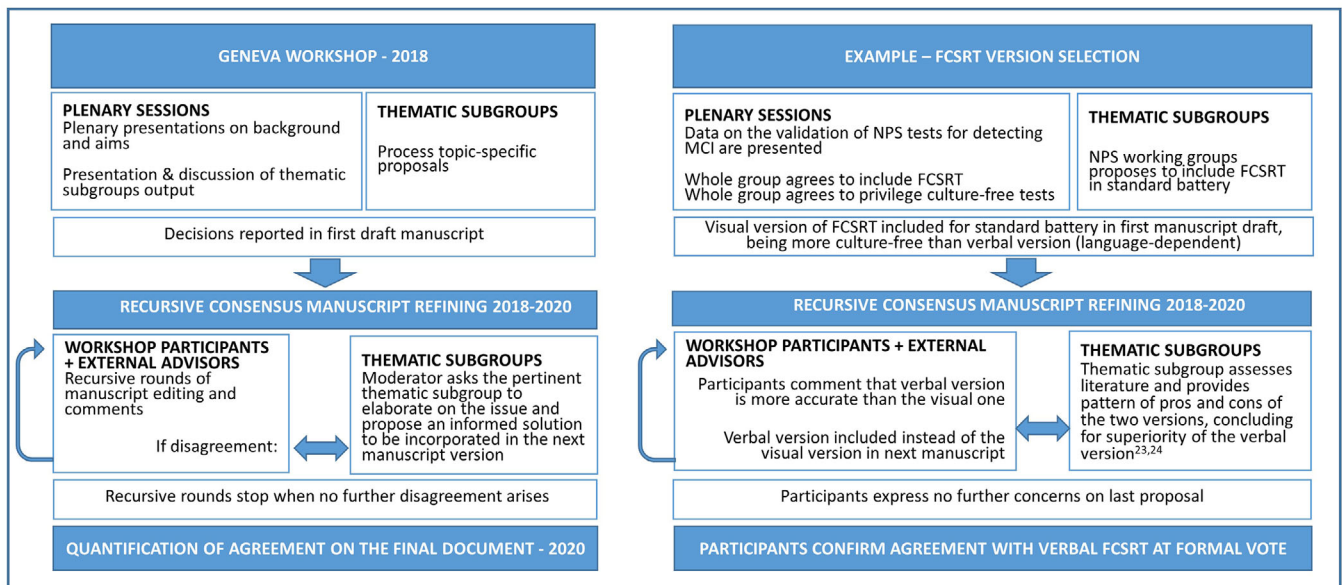 GENEVA WORKSHOP - 2018
PLENARY SESSIONS
Plenary presentations on background
and aims
Presentation & discussion of thematic
subgroups output
THEMATIC SUBGROUPS
Process topic-specific
proposals
Decisions reported in first draft manuscript
RECURSIVE CONSENSUS MANUSCRIPT REFINING 2018-2020
WORKSHOP PARTICIPANTS
+ EXTERNAL ADVISORS
Recursive rounds of
manuscript editing and
comments
If disagreement:
THEMATIC SUBGROUPS
Moderator asks the pertinent
thematic subgroup to
elaborate on the issue and
propose an informed solution
to be incorporated in the next
manuscript version
Recursive rounds stop when no further disagreement arises
QUANTIFICATION OF AGREEMENT ON THE FINAL DOCUMENT - 2020
EXAMPLE – FCSRT VERSION SELECTION
PLENARY SESSIONS
Data on the validation of NPS tests for detecting
MCI are presented
Whole group agrees to include FCSRT
Whole group agrees to privilege culture-free tests
THEMATIC SUBGROUPS
NPS working groups
proposes to include FCSRT
in standard battery
Visual version of FCSRT included for standard battery in first manuscript draft,
being more culture-free than verbal version (language-dependent)
RECURSIVE CONSENSUS MANUSCRIPT REFINING 2018-2020
WORKSHOP PARTICIPANTS + EXTERNAL
ADVISORS
Participants comment that verbal version
is more accurate than the visual one
Verbal version included instead of the
visual version in next manuscript
THEMATIC SUBGROUPS
Thematic subgroup assesses
literature and provides
pattern of pros and cons of
the two versions, concluding
for superiority of the verbal
version23,24
Participants express no further concerns on last proposal
PARTICIPANTS CONFIRM AGREEMENT WITH VERBAL FCSRT AT FORMAL VOTE